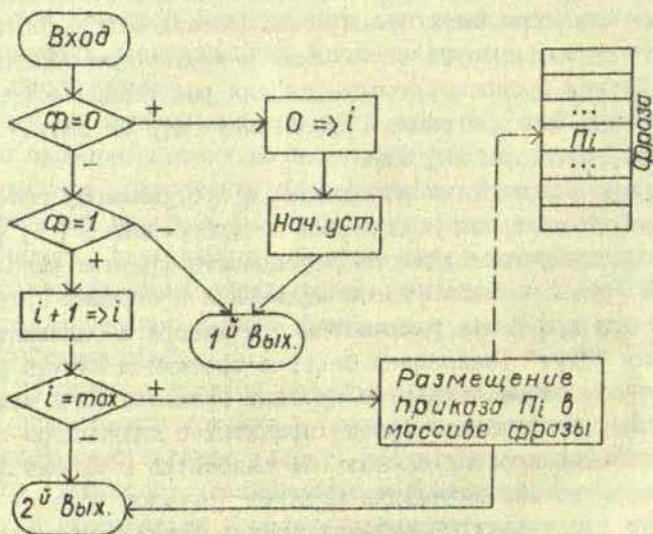 Вход
Ф=0
+
0 => i
-
Ф=1
Нач.уст.
+
i+1 => i
1й Вых.
i=max
+
-
Размещение
приказа Пi в
массиве фразы
2й Вых.
.....
Пi
....
Фраза